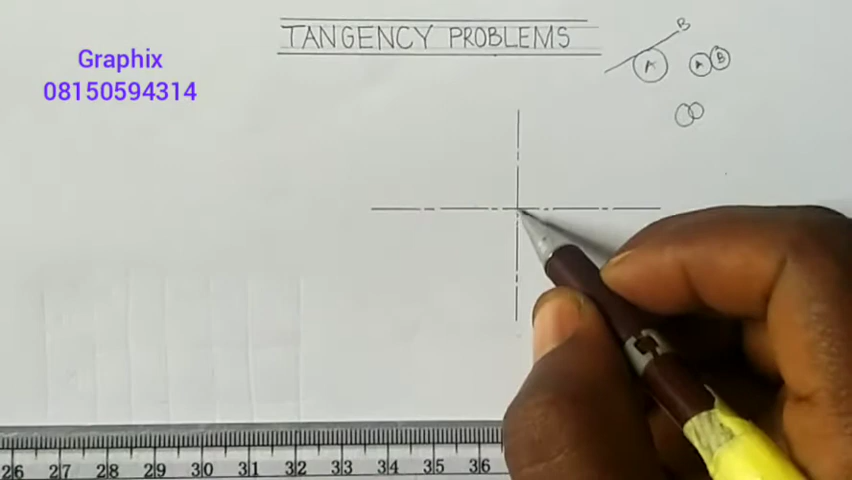 TANGENCY PROBLEMS
Graphix
08150594314
B
A
A B
26 27 28 29 30 31 32 33 34 35 36